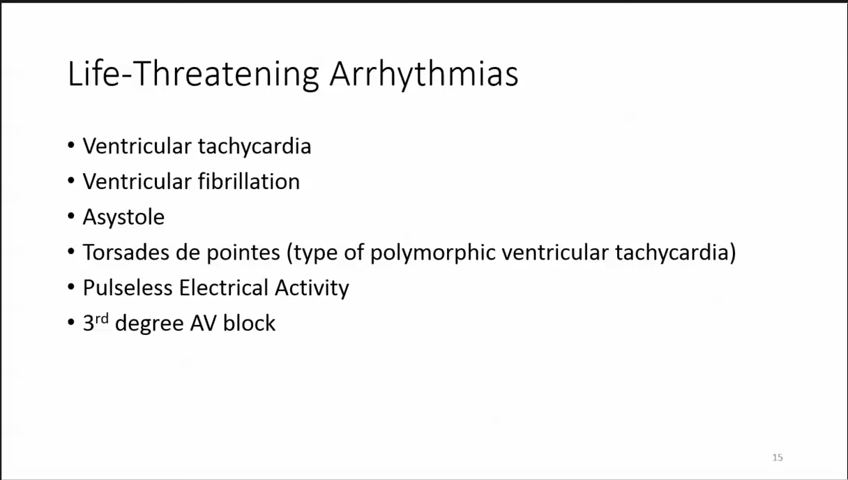 Life-Threatening Arrhythmias
• Ventricular tachycardia
• Ventricular fibrillation
• Asystole
• Torsades de pointes (type of polymorphic ventricular tachycardia)
• Pulseless Electrical Activity
• 3rd degree AV block
15